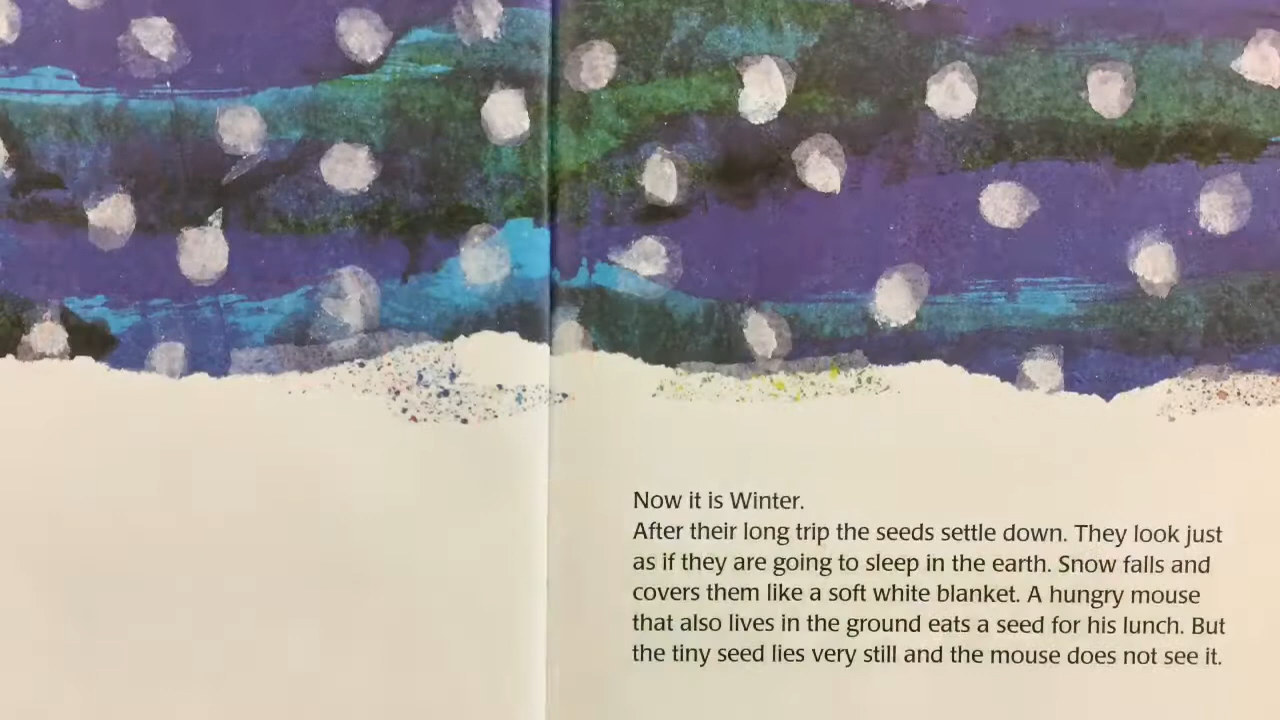 Now it is Winter.
After their long trip the seeds settle down. They look just
as if they are going to sleep in the earth. Snow falls and
covers them like a soft white blanket. A hungry mouse
that also lives in the ground eats a seed for his lunch. But
the tiny seed lies very still and the mouse does not see it.